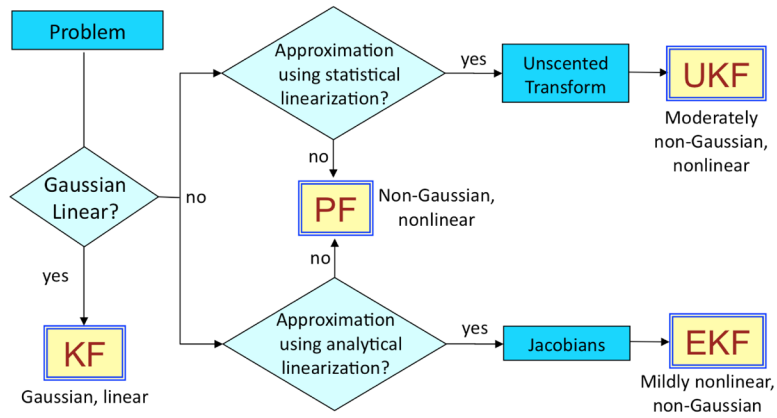 Problem
Gaussian
Linear?
yes
no
KF
Gaussian, linear
Approximation
using statistical
linearization?
yes
no
Unscented
Transform
UKF
Moderately
non-Gaussian,
nonlinear
PF
Non-Gaussian,
nonlinear
no
Approximation
using analytical
linearization?
yes
Jacobians
EKF
Mildly nonlinear,
non-Gaussian